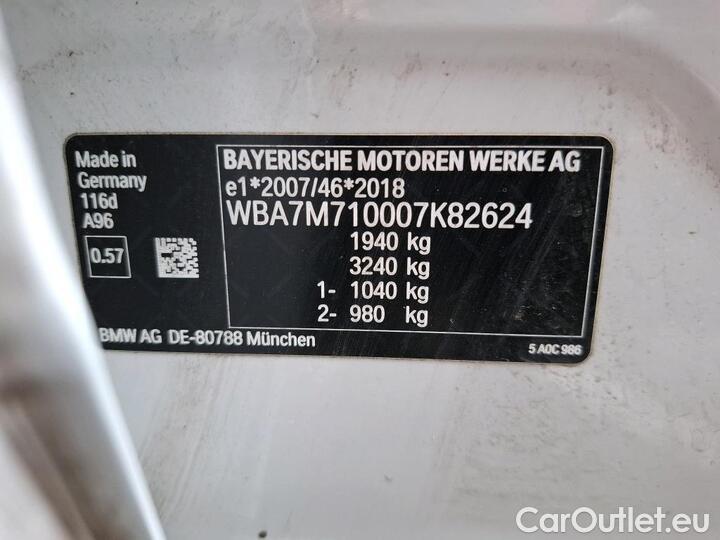 Made in
Germany
116d
A96
0.57
BAYERISCHE MOTOREN WERKE AG
e1*2007/46*2018
WBA7M710007K82624
1940 kg
3240 kg
1- 1040 kg
2- 980 kg
BMW AG DE-80788 München
5 A0C 986
CarOutlet.eu